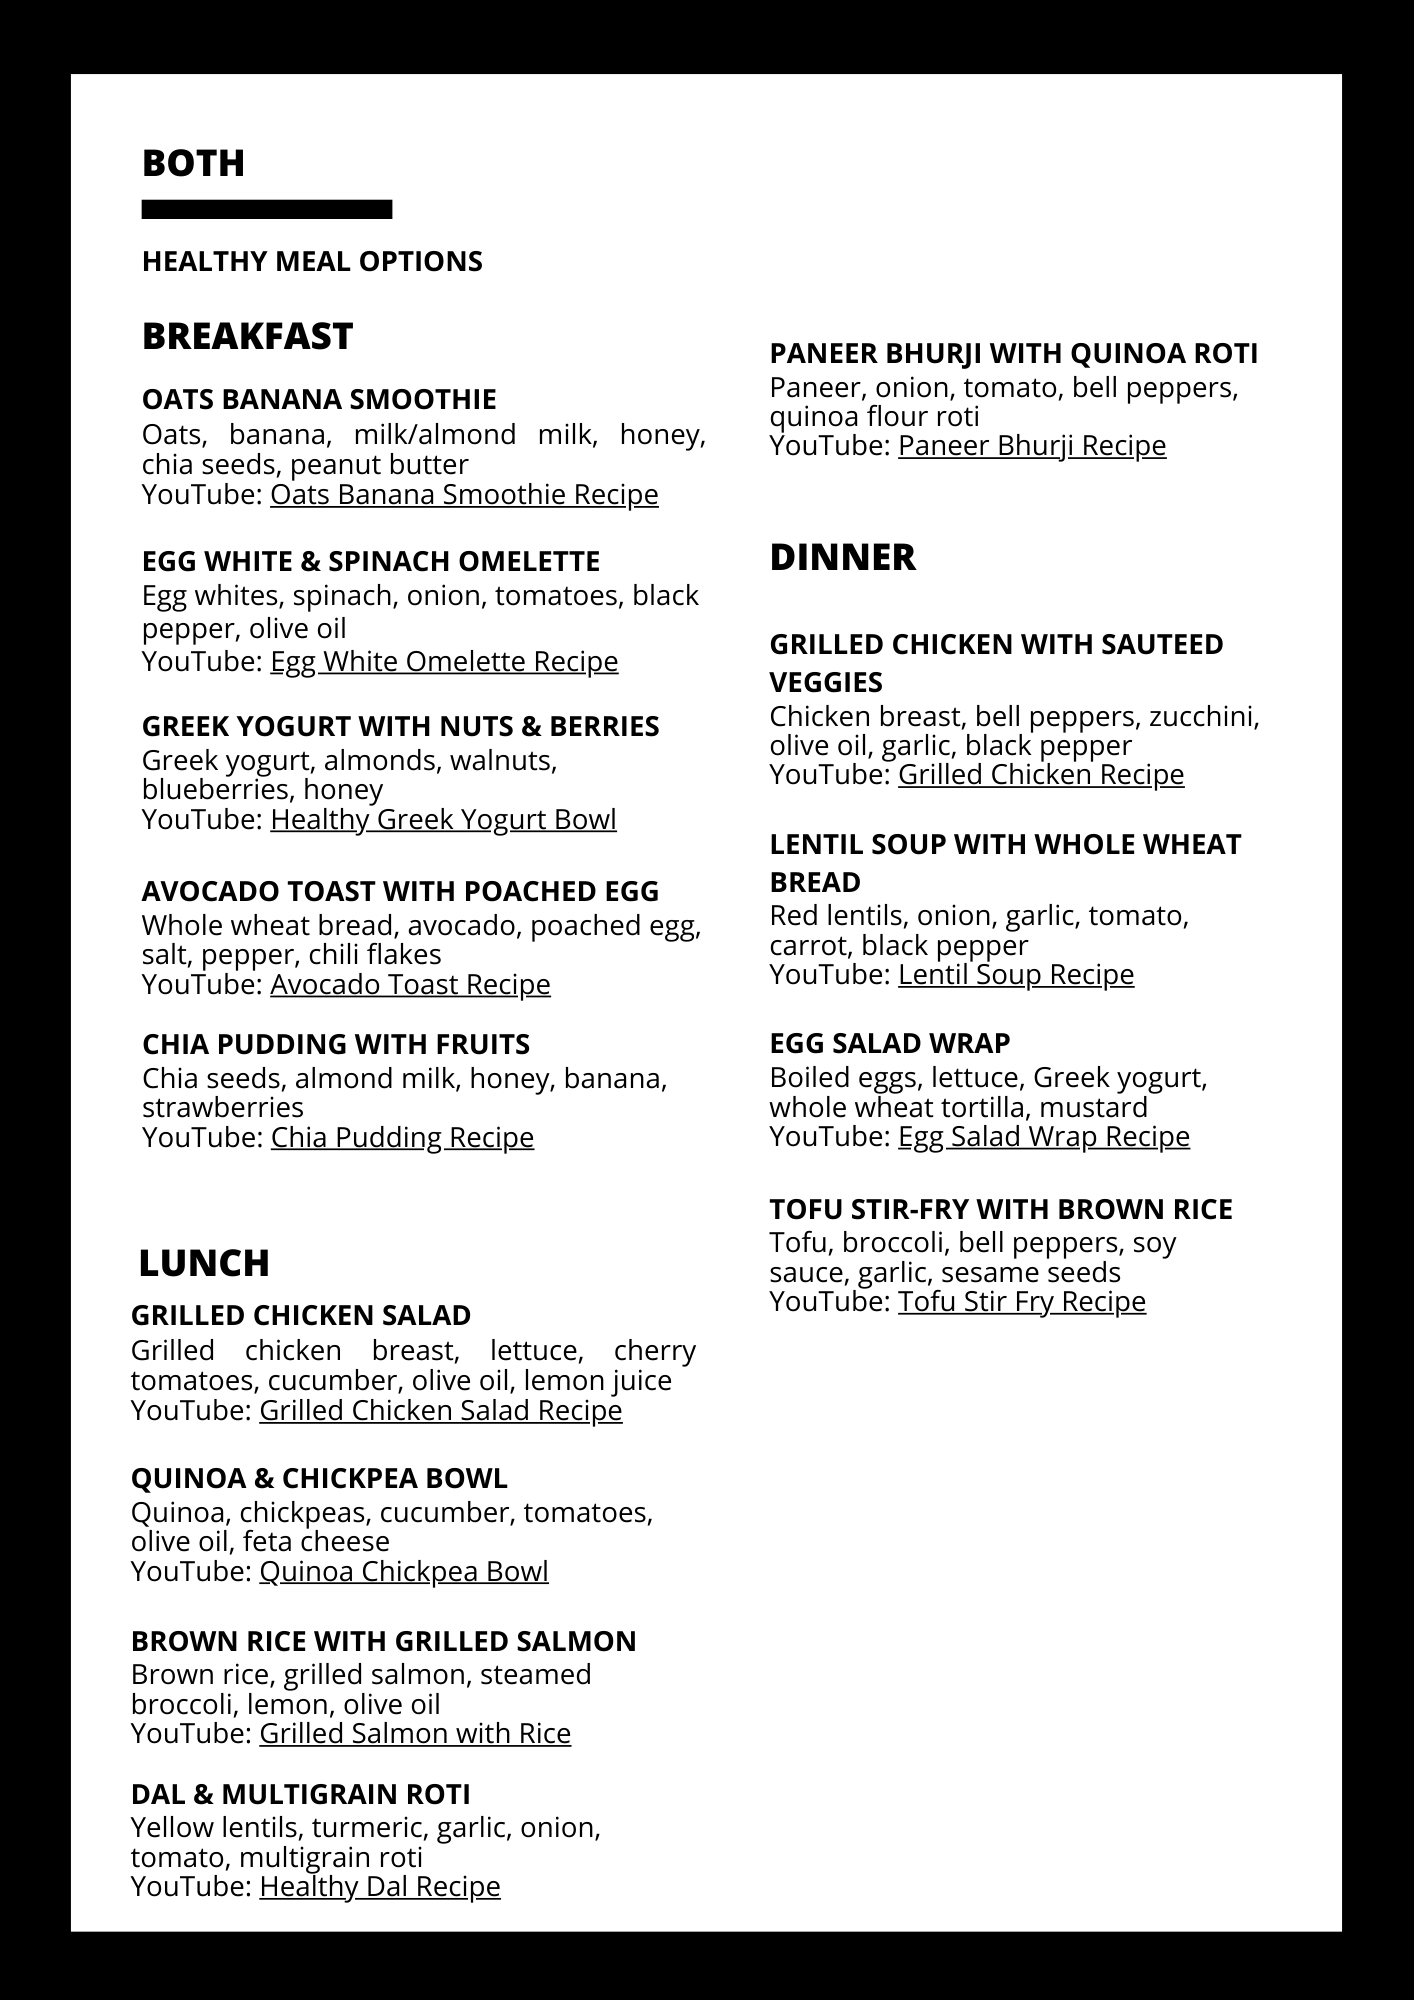 BOTH
HEALTHY MEAL OPTIONS
BREAKFAST
OATS BANANA SMOOTHIE
Oats, banana, milk/almond milk, honey,
chia seeds, peanut butter
YouTube: Oats Banana Smoothie Recipe
EGG WHITE & SPINACH OMELETTE
Egg whites, spinach, onion, tomatoes, black
pepper, olive oil
YouTube: Egg White Omelette Recipe
GREEK YOGURT WITH NUTS & BERRIES
Greek yogurt, almonds, walnuts,
blueberries, honey
YouTube: Healthy Greek Yogurt Bowl
AVOCADO TOAST WITH POACHED EGG
Whole wheat bread, avocado, poached egg,
salt, pepper, chili flakes
YouTube: Avocado Toast Recipe
CHIA PUDDING WITH FRUITS
Chia seeds, almond milk, honey, banana,
strawberries
YouTube: Chia Pudding Recipe
LUNCH
GRILLED CHICKEN SALAD
Grilled chicken breast, lettuce, cherry
tomatoes, cucumber, olive oil, lemon juice
YouTube: Grilled Chicken Salad Recipe
QUINOA & CHICKPEA BOWL
Quinoa, chickpeas, cucumber, tomatoes,
olive oil, feta cheese
YouTube: Quinoa Chickpea Bowl
BROWN RICE WITH GRILLED SALMON
Brown rice, grilled salmon, steamed
broccoli, lemon, olive oil
YouTube: Grilled Salmon with Rice
DAL & MULTIGRAIN ROTI
Yellow lentils, turmeric, garlic, onion,
tomato, multigrain roti
YouTube: Healthy Dal Recipe
PANEER BHURJI WITH QUINOA ROTI
Paneer, onion, tomato, bell peppers,
quinoa flour roti
YouTube: Paneer Bhurji Recipe
DINNER
GRILLED CHICKEN WITH SAUTEED
VEGGIES
Chicken breast, bell peppers, zucchini,
olive oil, garlic, black pepper
YouTube: Grilled Chicken Recipe
LENTIL SOUP WITH WHOLE WHEAT
BREAD
Red lentils, onion, garlic, tomato,
carrot, black pepper
YouTube: Lentil Soup Recipe
EGG SALAD WRAP
Boiled eggs, lettuce, Greek yogurt,
whole wheat tortilla, mustard
YouTube: Egg Salad Wrap Recipe
TOFU STIR-FRY WITH BROWN RICE
Tofu, broccoli, bell peppers, soy
sauce, garlic, sesame seeds
YouTube: Tofu Stir Fry Recipe